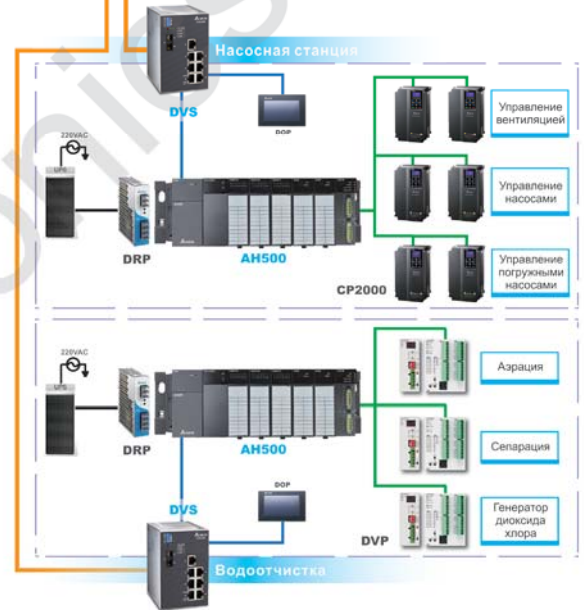 Насосная станция
DVS
DOP
220VAC
UPS
DRP
AH500
CP2000
Управление
вентиляцией
Управление
насосами
Управление
погружными
насосами
220VAC
UPS
DRP
AH500
DVS
DOP
DVP
Аэрация
Сепарация
Генератор
диоксида
хлора
Водоотчистка